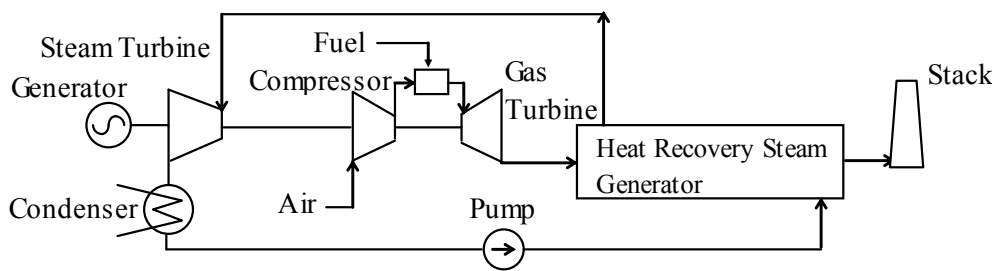 Steam Turbine
Generator
Fuel
Compressor
Gas
Turbine
Stack
Heat Recovery Steam
Generator
Air
Condenser
Pump